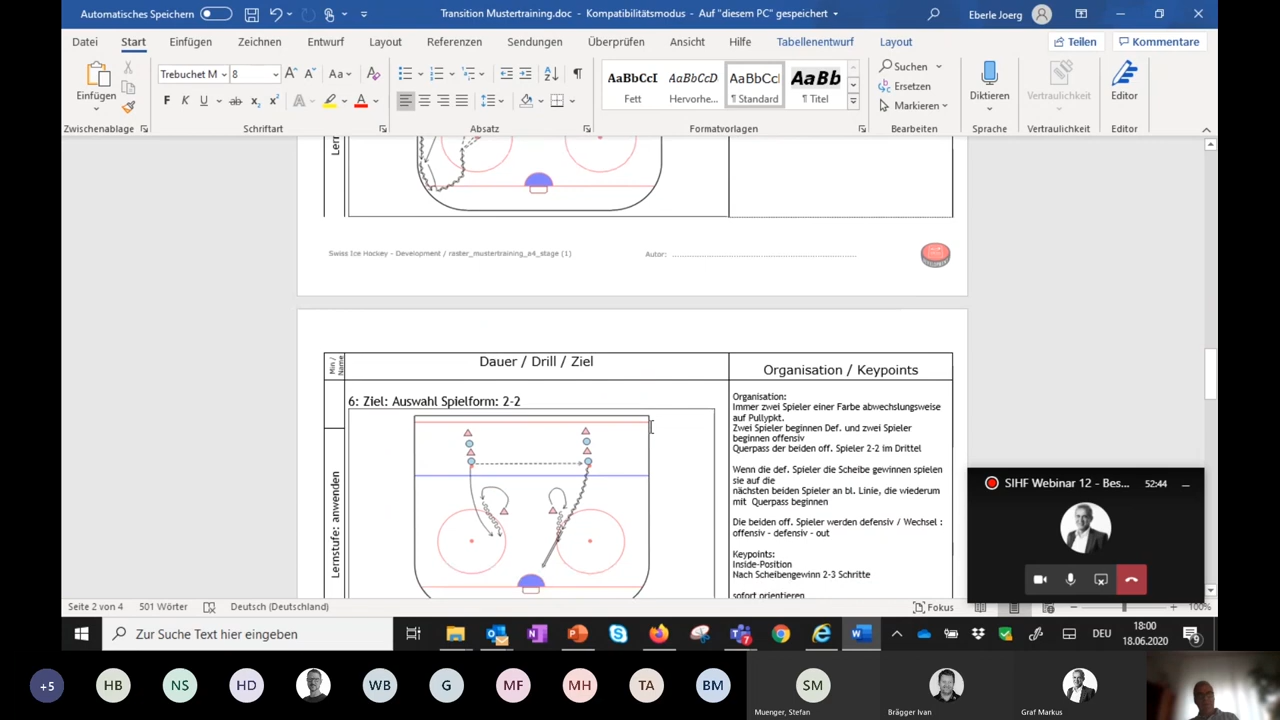 Automatisches Speichern
Transition Mustertraining.doc - Kompatibilitätsmodus - Auf "diesem PC" gespeichert
Eberle Joerg
Datei Start Einfügen Zeichnen Entwurf Layout Referenzen Sendungen Überprüfen Ansicht Hilfe Tabellenentwurf Layout Teilen Kommentare
Trebuchet M 8
Einfügen
F K U
AaBbCcI AaBbCcI AaBbCcI AaBb
Fett Hervorhe... ¶ Standard ¶ Titel
Suchen
Ersetzen
Markieren
Diktieren
Vertraulichkeit
Editor
Zwischenablage Schriftart Absatz Formatvorlagen Bearbeiten Sprache Vertraulichkeit Editor
Swiss Ice Hockey - Development / raster_mustertraining_a4_stage (1)
Autor:
Min / Name
Dauer / Drill / Ziel
Organisation / Keypoints
6: Ziel: Auswahl Spielform: 2-2
Lernstufe: anwenden
Organisation:
Immer zwei Spieler einer Farbe abwechslungsweise
auf Pullypkt.
Zwei Spieler beginnen Def. und zwei Spieler
beginnen offensiv
Querpass der beiden off. Spieler 2-2 im Drittel
Wenn die def. Spieler die Scheibe gewinnen spielen
sie auf die
nächsten beiden Spieler an bl. Linie, die wiederum
mit Querpass beginnen
Die beiden off. Spieler werden defensiv / Wechsel :
offensiv - defensiv - out
Keypoints:
Inside-Position
Nach Scheibengewinn 2-3 Schritte
sofort orientieren
SIHF Webinar 12 - Bes... 52:44
Seite 2 von 4 501 Wörter Deutsch (Deutschland)
Fokus
100%
Zur Suche Text hier eingeben
7
DEU
18:00
18.06.2020
9
+5 HB NS HD WB G MF MH TA BM SM
Muenger, Stefan
Brägger Ivan
Graf Markus